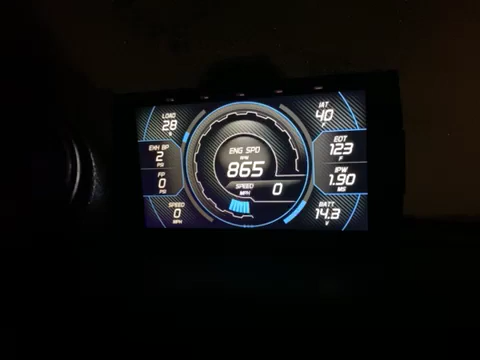 LOAD
28
%
EXH BP
2
PSI
FP
0
PSI
SPEED
0
MPH
ENG SPD
RPM
865
SPEED
MPH
0
IAT
40
EOT
123
F
IPW
1.90
MS
BATT
14.3
V